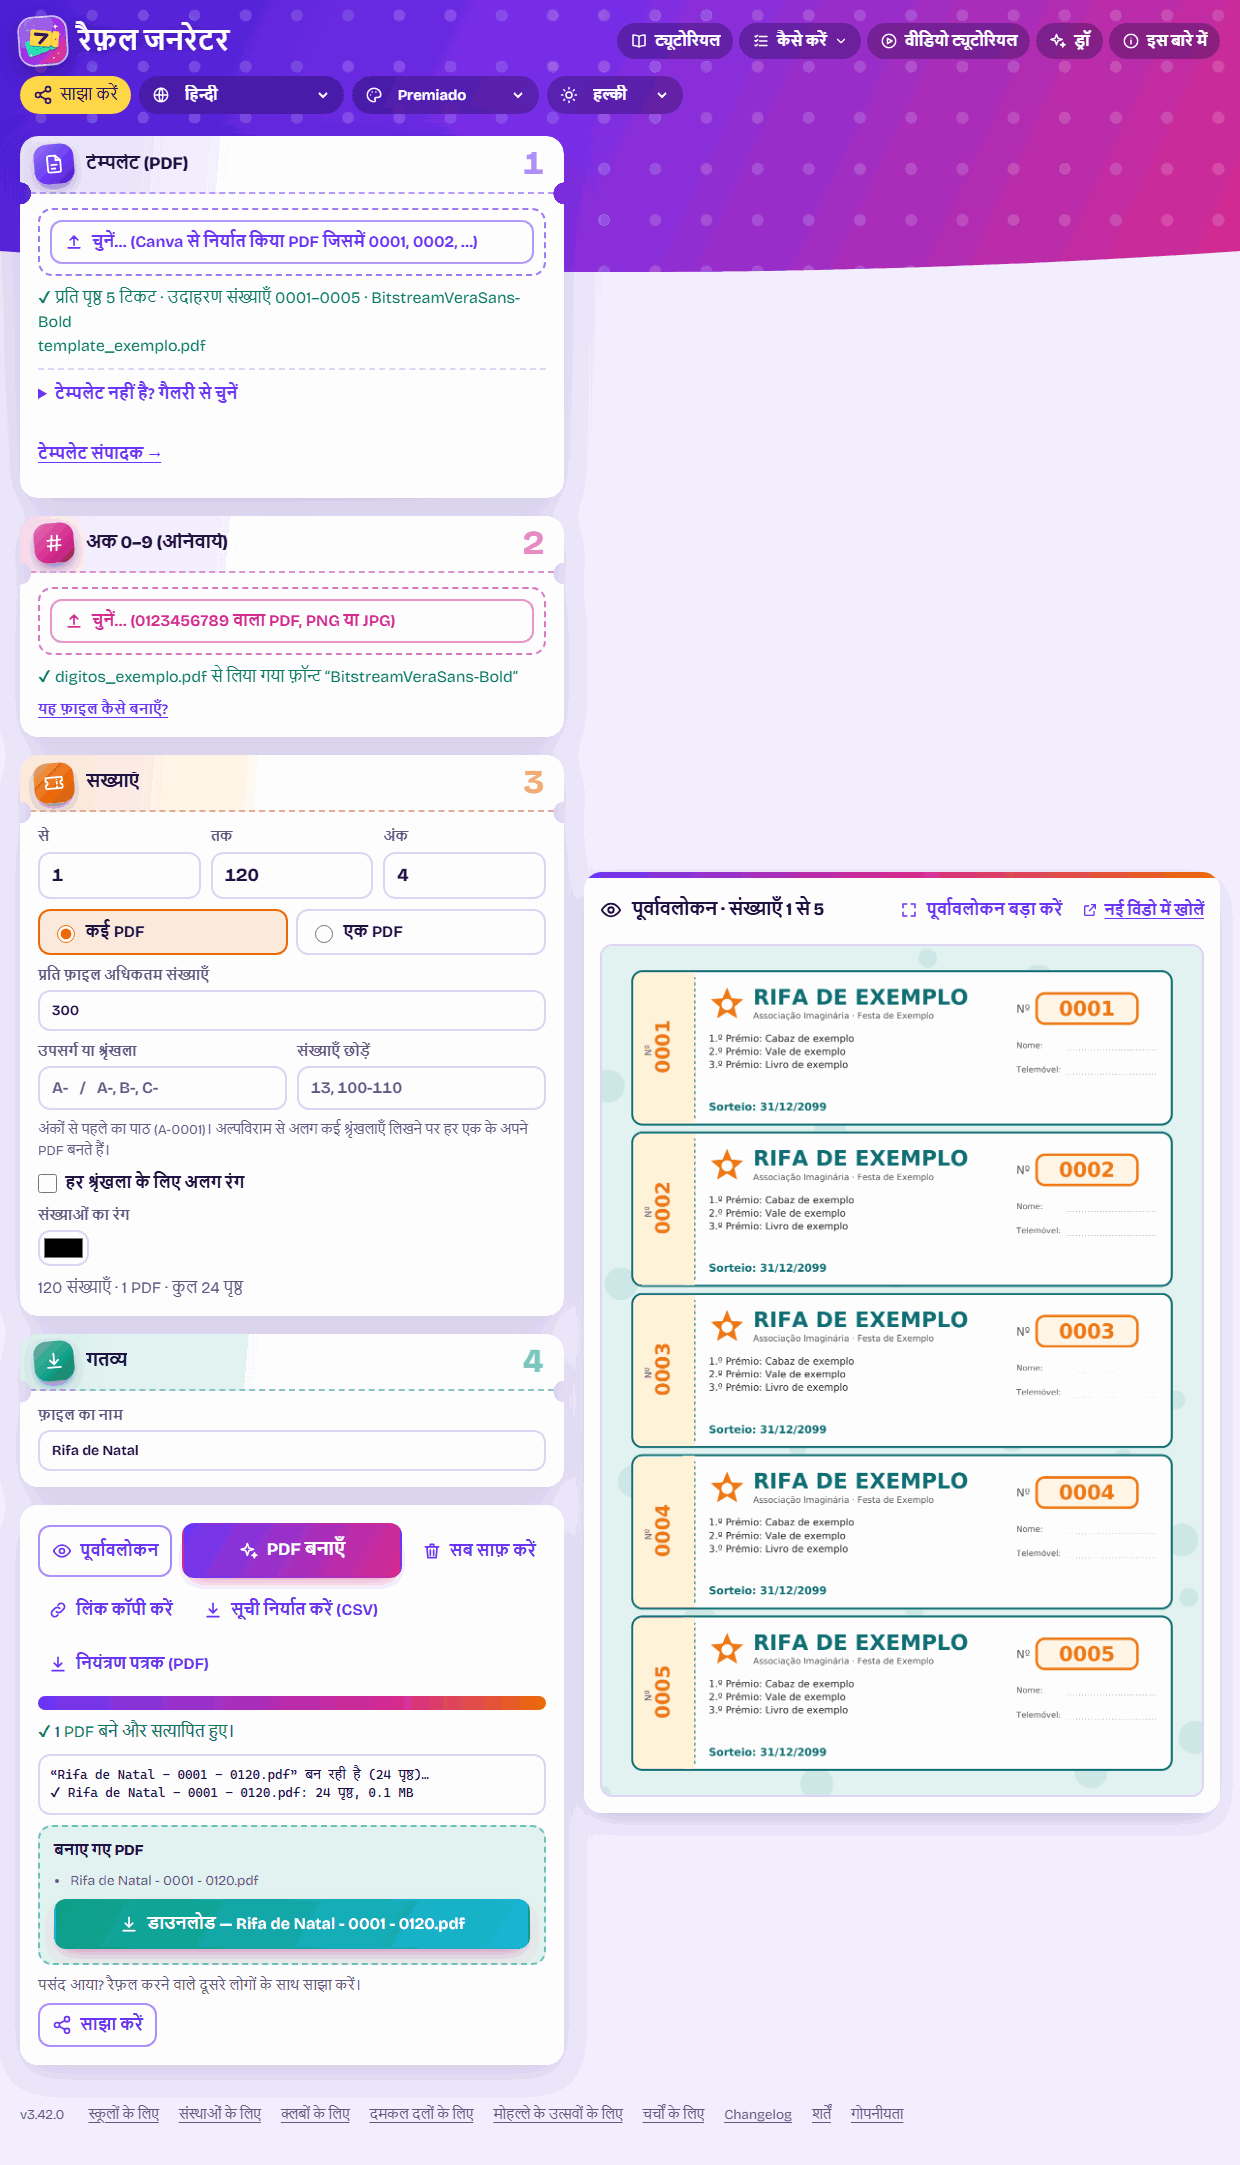 रैफ़ल जनरेटर
ट्यूटोरियल
कैसे करें
वीडियो ट्यूटोरियल
ड्रॉ
इस बारे में
साझा करें
हिन्दी
Premiado
हल्की
टेम्पलेट (PDF)
1
चुनें… (Canva से निर्यात किया PDF जिसमें 0001, 0002, …)
✓ प्रति पृष्ठ 5 टिकट · उदाहरण संख्याएँ 0001–0005 · BitstreamVeraSans-
Bold
template_exemplo.pdf
टेम्पलेट नहीं है? गैलरी से चुनें
टेम्पलेट संपादक →
अंक 0–9 (अनिवार्य)
2
चुनें… (0123456789 वाला PDF, PNG या JPG)
✓ digitos_exemplo.pdf से लिया गया फ़ॉन्ट “BitstreamVeraSans-Bold”
यह फ़ाइल कैसे बनाएँ?
संख्याएँ
3
से
तक
अंक
1
120
4
कई PDF
एक PDF
प्रति फ़ाइल अधिकतम संख्याएँ
300
उपसर्ग या श्रृंखला
संख्याएँ छोड़ें
A- / A-, B-, C-
13, 100-110
अंकों से पहले का पाठ (A-0001)। अल्पविराम से अलग कई श्रृंखलाएँ लिखने पर हर एक के अपने
PDF बनते हैं।
हर श्रृंखला के लिए अलग रंग
संख्याओं का रंग
120 संख्याएँ · 1 PDF · कुल 24 पृष्ठ
गंतव्य
4
फ़ाइल का नाम
Rifa de Natal
पूर्वावलोकन
PDF बनाएँ
सब साफ़ करें
लिंक कॉपी करें
सूची निर्यात करें (CSV)
नियंत्रण पत्रक (PDF)
✓ 1 PDF बने और सत्यापित हुए।
“Rifa de Natal – 0001 – 0120.pdf” बन रही है (24 पृष्ठ)…
✓ Rifa de Natal – 0001 – 0120.pdf: 24 पृष्ठ, 0.1 MB
बनाए गए PDF
• Rifa de Natal - 0001 - 0120.pdf
डाउनलोड — Rifa de Natal - 0001 - 0120.pdf
पसंद आया? रैफ़ल करने वाले दूसरे लोगों के साथ साझा करें।
साझा करें
पूर्वावलोकन · संख्याएँ 1 से 5
पूर्वावलोकन बड़ा करें
नई विंडो में खोलें
Nº 0001
RIFA DE EXEMPLO
Associação Imaginária · Festa de Exemplo
1.º Prémio: Cabaz de exemplo
2.º Prémio: Vale de exemplo
3.º Prémio: Livro de exemplo
Sorteio: 31/12/2099
Nº 0001
Nome:
Telemóvel:
Nº 0002
RIFA DE EXEMPLO
Associação Imaginária · Festa de Exemplo
1.º Prémio: Cabaz de exemplo
2.º Prémio: Vale de exemplo
3.º Prémio: Livro de exemplo
Sorteio: 31/12/2099
Nº 0002
Nome:
Telemóvel:
Nº 0003
RIFA DE EXEMPLO
Associação Imaginária · Festa de Exemplo
1.º Prémio: Cabaz de exemplo
2.º Prémio: Vale de exemplo
3.º Prémio: Livro de exemplo
Sorteio: 31/12/2099
Nº 0003
Nome:
Telemóvel:
Nº 0004
RIFA DE EXEMPLO
Associação Imaginária · Festa de Exemplo
1.º Prémio: Cabaz de exemplo
2.º Prémio: Vale de exemplo
3.º Prémio: Livro de exemplo
Sorteio: 31/12/2099
Nº 0004
Nome:
Telemóvel:
Nº 0005
RIFA DE EXEMPLO
Associação Imaginária · Festa de Exemplo
1.º Prémio: Cabaz de exemplo
2.º Prémio: Vale de exemplo
3.º Prémio: Livro de exemplo
Sorteio: 31/12/2099
Nº 0005
Nome:
Telemóvel:
v3.42.0
स्कूलों के लिए
संस्थाओं के लिए
क्लबों के लिए
दमकल दलों के लिए
मोहल्ले के उत्सवों के लिए
चर्चों के लिए
Changelog
शर्तें
गोपनीयता